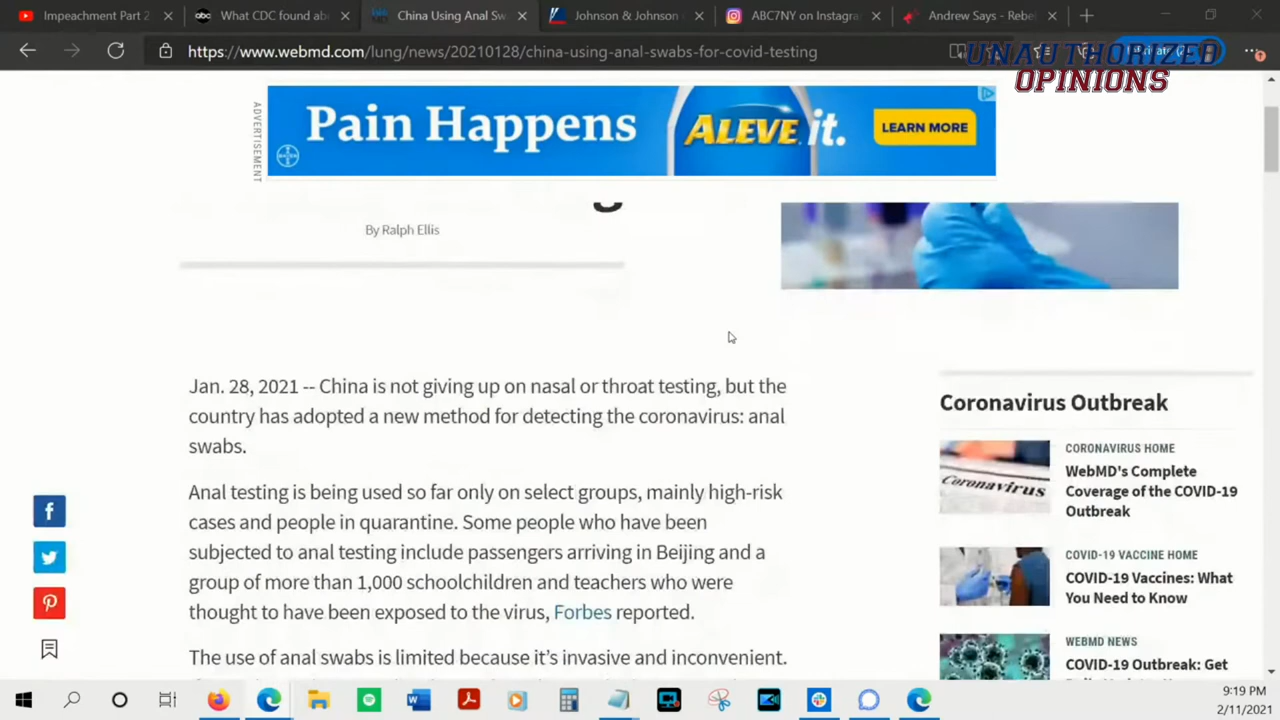 Impeachment Part 2
What CDC found ab
China Using Anal Sw
Johnson & Johnson
ABC7NY on Instagra
Andrew Says - Rebel
https://www.webmd.com/lung/news/20210128/china-using-anal-swabs-for-covid-testing
UNAUTHORIZED
OPINIONS
ADVERTISEMENT
Pain Happens
ALEVE it.
LEARN MORE
BAYER
By Ralph Ellis
Jan. 28, 2021 -- China is not giving up on nasal or throat testing, but the
country has adopted a new method for detecting the coronavirus: anal
swabs.
Anal testing is being used so far only on select groups, mainly high-risk
cases and people in quarantine. Some people who have been
subjected to anal testing include passengers arriving in Beijing and a
group of more than 1,000 schoolchildren and teachers who were
thought to have been exposed to the virus, Forbes reported.
The use of anal swabs is limited because it's invasive and inconvenient.
Coronavirus Outbreak
Coronavirus
CORONAVIRUS HOME
WebMD's Complete
Coverage of the COVID-19
Outbreak
COVID-19 VACCINE HOME
COVID-19 Vaccines: What
You Need to Know
WEBMD NEWS
COVID-19 Outbreak: Get
9:19 PM
2/11/2021